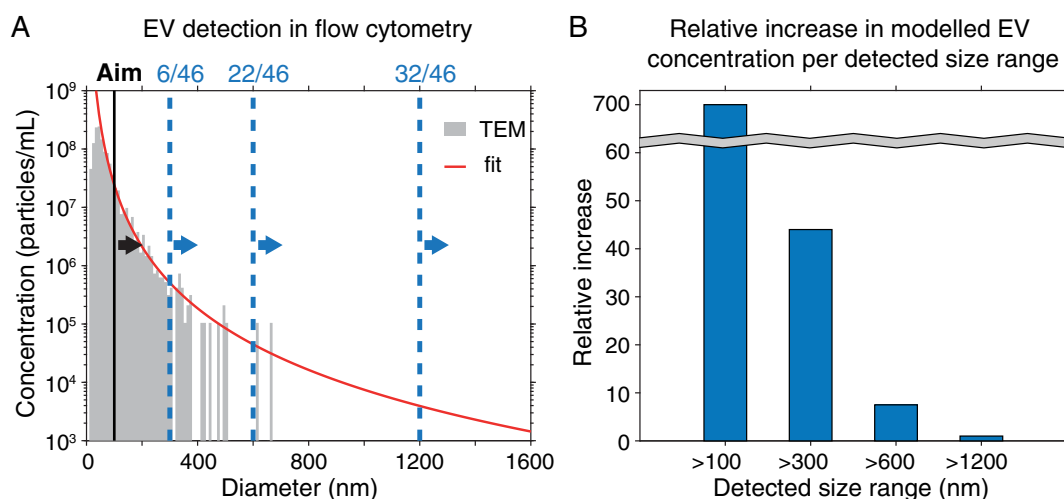 A
EV detection in flow cytometry
Aim
6/46
22/46
32/46
10⁹
10⁸
10⁷
10⁶
10⁵
10⁴
10³
Concentration (particles/mL)
TEM
fit
0
400
800
1200
1600
Diameter (nm)
B
Relative increase in modelled EV
concentration per detected size range
700
60
50
40
30
20
10
0
Relative increase
>100
>300
>600
>1200
Detected size range (nm)